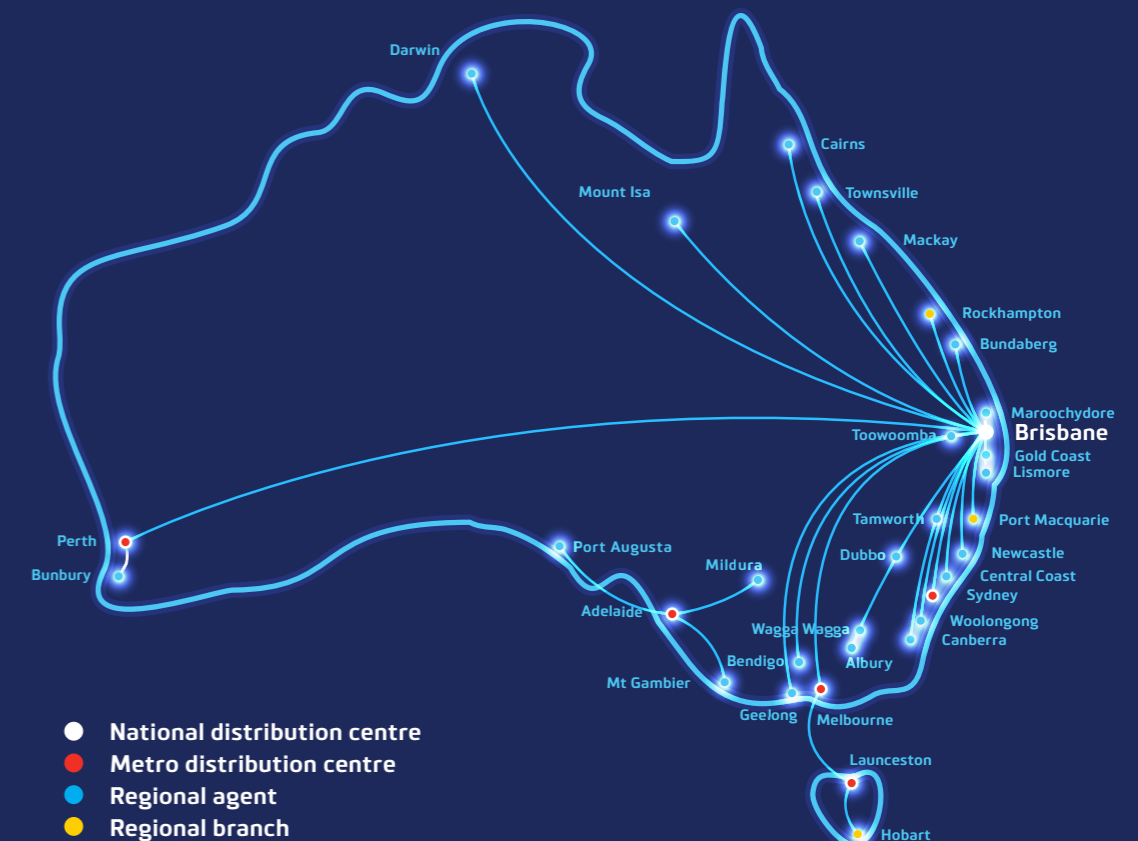 Darwin
Cairns
Mount Isa
Townsville
Mackay
Rockhampton
Bundaberg
Maroochydore
Brisbane
Toowoomba
Gold Coast
Lismore
Tamworth
Port Macquarie
Perth
Port Augusta
Dubbo
Newcastle
Mildura
Bunbury
Central Coast
Sydney
Adelaide
Woolongong
Wagga Wagga
Canberra
Bendigo
Albury
Mt Gambier
Geelong
Melbourne
National distribution centre
Launceston
Metro distribution centre
Regional agent
Regional branch
Hobart